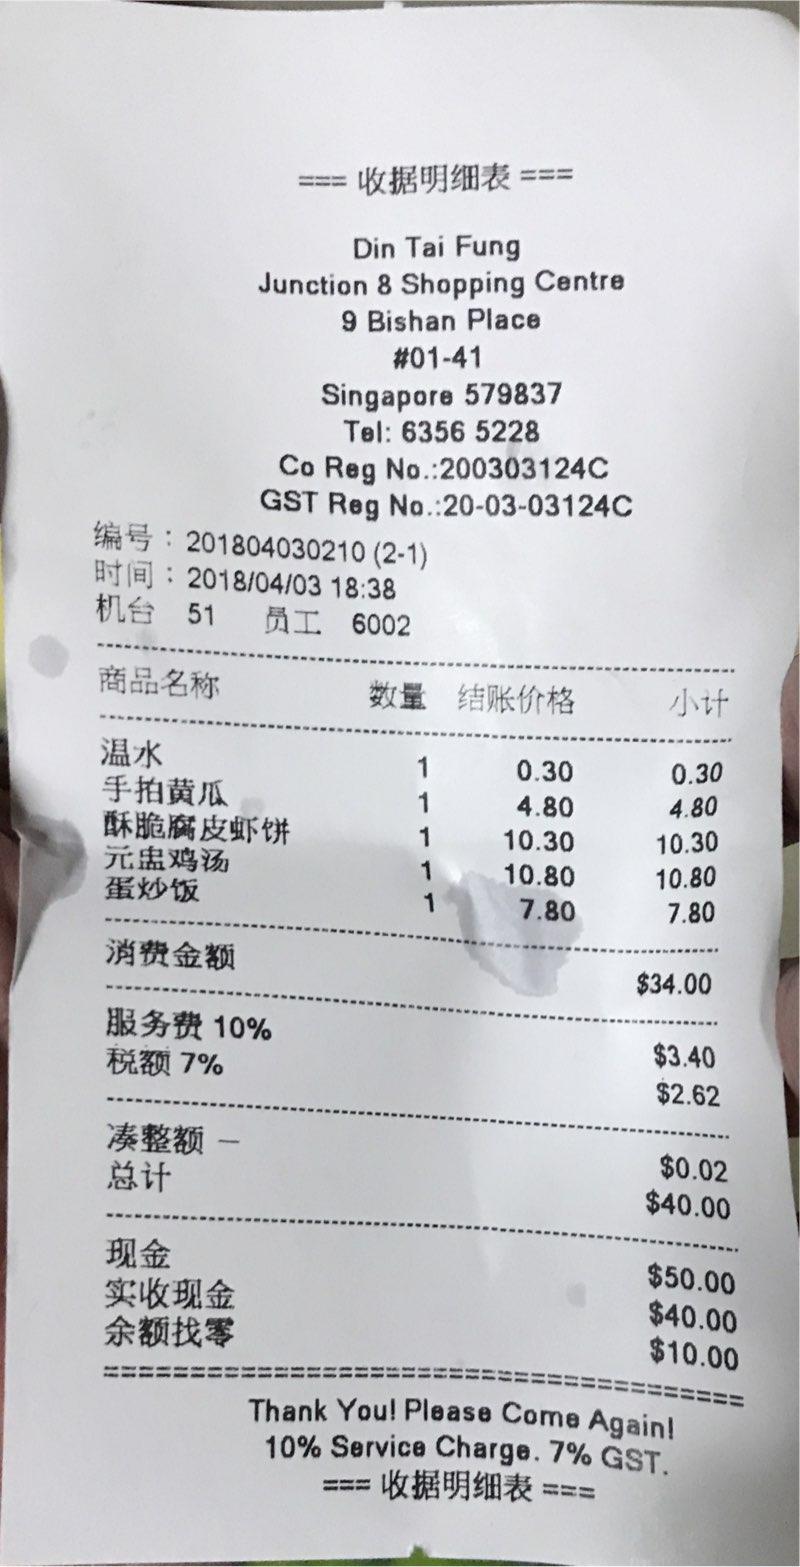 === 收据明细表 ===
Din Tai Fung
Junction 8 Shopping Centre
9 Bishan Place
#01-41
Singapore 579837
Tel: 6356 5228
Co Reg No.:200303124C
GST Reg No.:20-03-03124C
编号：201804030210 (2-1)
时间：2018/04/03 18:38
机台 51 员工 6002
商品名称 数量 结账价格 小计
温水 1 0.30 0.30
手拍黄瓜 1 4.80 4.80
酥脆腐皮虾饼 1 10.30 10.30
元盅鸡汤 1 10.80 10.80
蛋炒饭 1 7.80 7.80
消费金额 $34.00
服务费 10% $3.40
税额 7% $2.62
凑整额 — $0.02
总计 $40.00
现金 $50.00
实收现金 $40.00
余额找零 $10.00
Thank You! Please Come Again!
10% Service Charge. 7% GST.
=== 收据明细表 ===